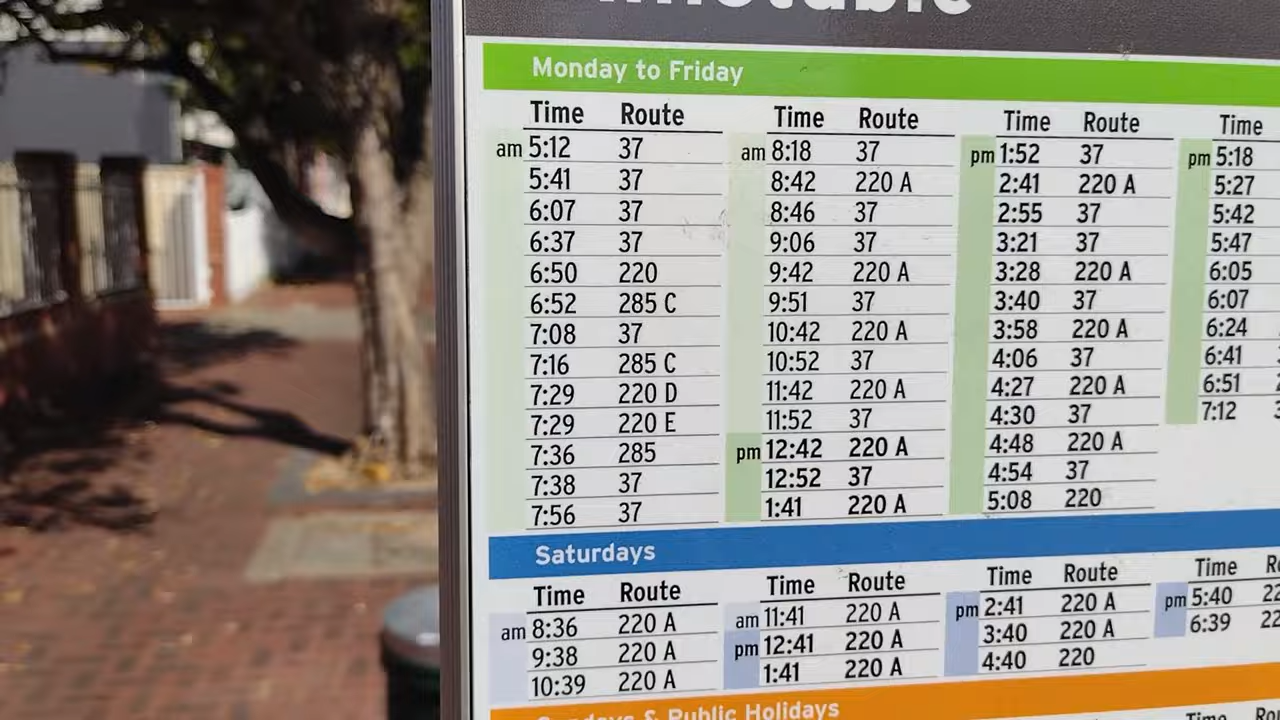 Monday to Friday
Time Route
am 5:12 37
5:41 37
6:07 37
6:37 37
6:50 220
6:52 285 C
7:08 37
7:16 285 C
7:29 220 D
7:29 220 E
7:36 285
7:38 37
7:56 37
Time Route
am 8:18 37
8:42 220 A
8:46 37
9:06 37
9:42 220 A
9:51 37
10:42 220 A
10:52 37
11:42 220 A
11:52 37
pm 12:42 220 A
12:52 37
1:41 220 A
Time Route
pm 1:52 37
2:41 220 A
2:55 37
3:21 37
3:28 220 A
3:40 37
3:58 220 A
4:06 37
4:27 220 A
4:30 37
4:48 220 A
4:54 37
5:08 220
Time
pm 5:18
5:27
5:42
5:47
6:05
6:07
6:24
6:41
6:51
7:12
Saturdays
Time Route
am 8:36 220 A
9:38 220 A
10:39 220 A
Time Route
am 11:41 220 A
pm 12:41 220 A
1:41 220 A
Time Route
pm 2:41 220 A
3:40 220 A
4:40 220
Time
pm 5:40
6:39
& Public Holidays
Time